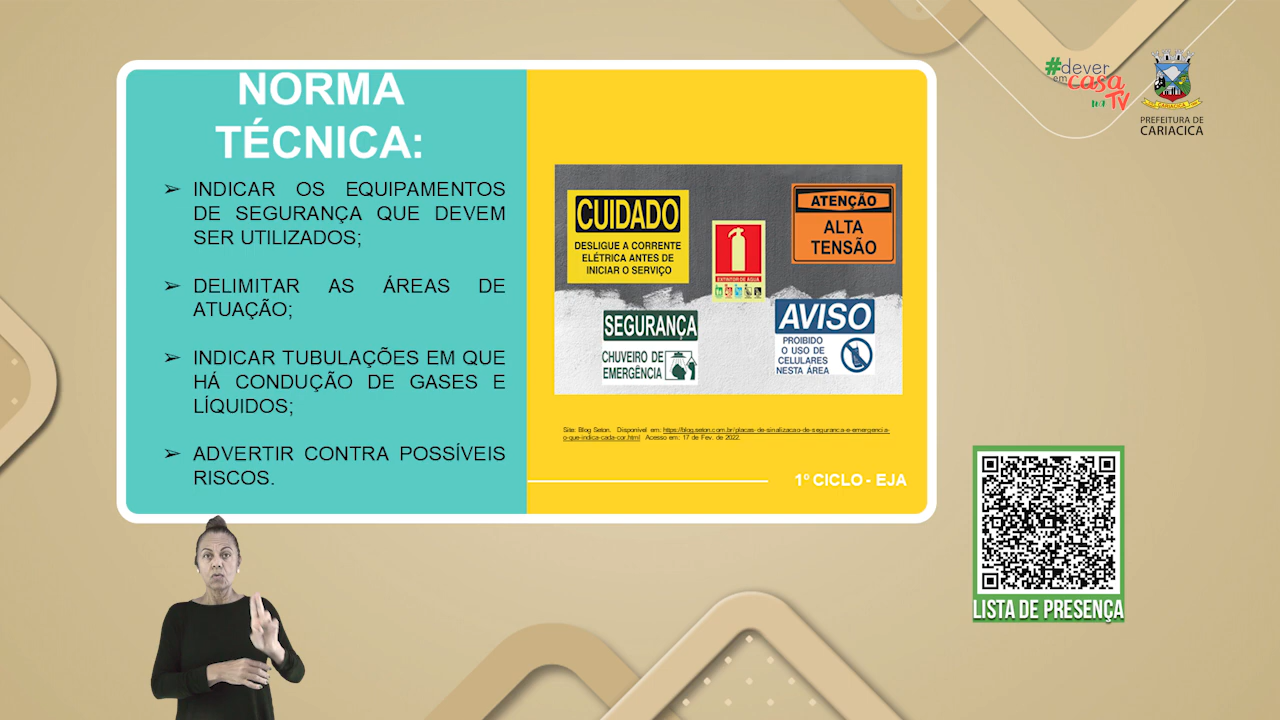 NORMA
TÉCNICA:
➢ INDICAR OS EQUIPAMENTOS
DE SEGURANÇA QUE DEVEM
SER UTILIZADOS;
➢ DELIMITAR AS ÁREAS DE
ATUAÇÃO;
➢ INDICAR TUBULAÇÕES EM QUE
HÁ CONDUÇÃO DE GASES E
LÍQUIDOS;
➢ ADVERTIR CONTRA POSSÍVEIS
RISCOS.
CUIDADO
DESLIGUE A CORRENTE
ELÉTRICA ANTES DE
INICIAR O SERVIÇO
EXTINTOR DE ÁGUA
ATENÇÃO
ALTA
TENSÃO
SEGURANÇA
CHUVEIRO DE
EMERGÊNCIA
AVISO
PROIBIDO
O USO DE
CELULARES
NESTA ÁREA
Site: Blog Seton. Disponível em: https://blog.seton.com.br/placas-de-sinalizacao-de-seguranca-e-emergencia-
o-que-indica-cada-cor.html Acesso em: 17 de Fev. de 2022.
1º CICLO - EJA
#dever
em casa
TV
CARIACICA
PREFEITURA DE
CARIACICA
LISTA DE PRESENÇA